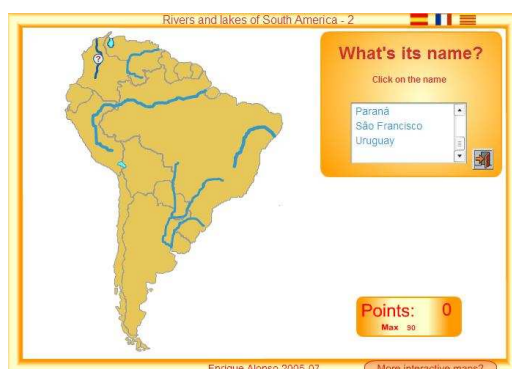 Rivers and lakes of South America - 2
What's its name?
Click on the name
Paraná
São Francisco
Uruguay
?
Points: 0
Max 90
Enrique Alonso 2005-07
More interactive maps?